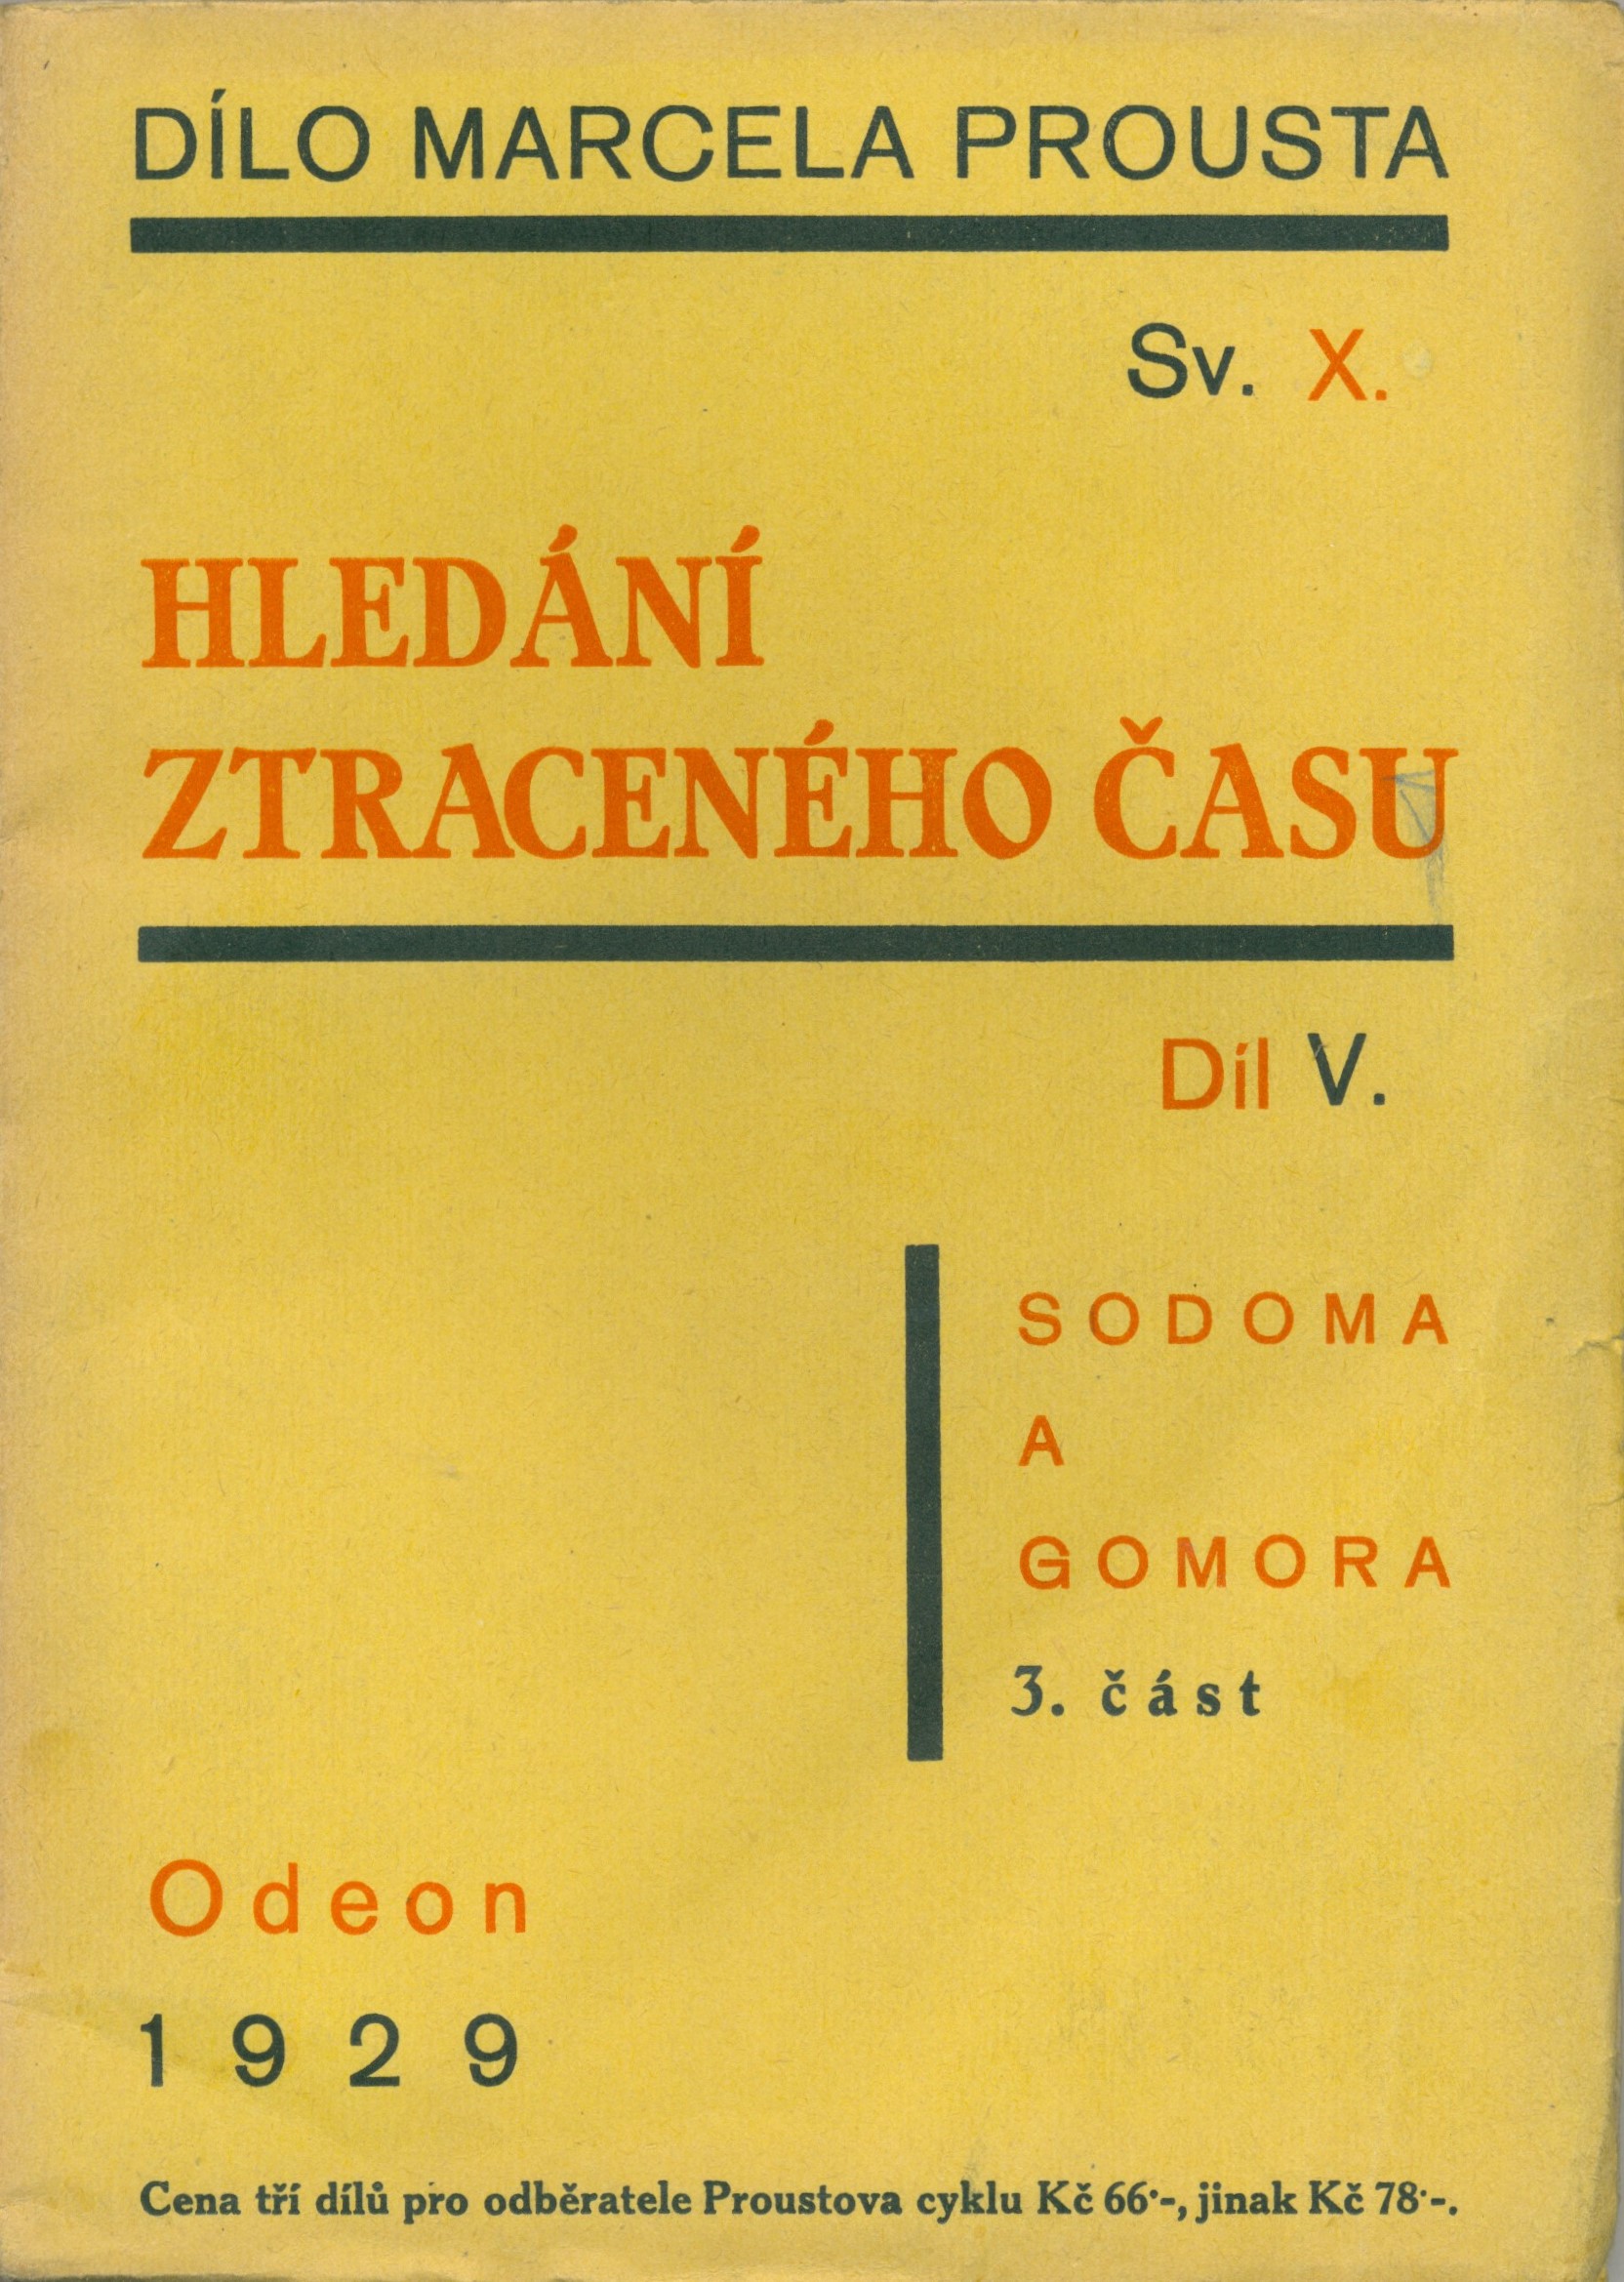 DÍLO MARCELA PROUSTA
Sv. X.
HLEDÁNÍ
ZTRACENÉHO ČASU
Díl V.
SODOMA
A
GOMORA
3. část
Odeon
1929
Cena tří dílů pro odběratele Proustova cyklu Kč 66·-, jinak Kč 78·-.